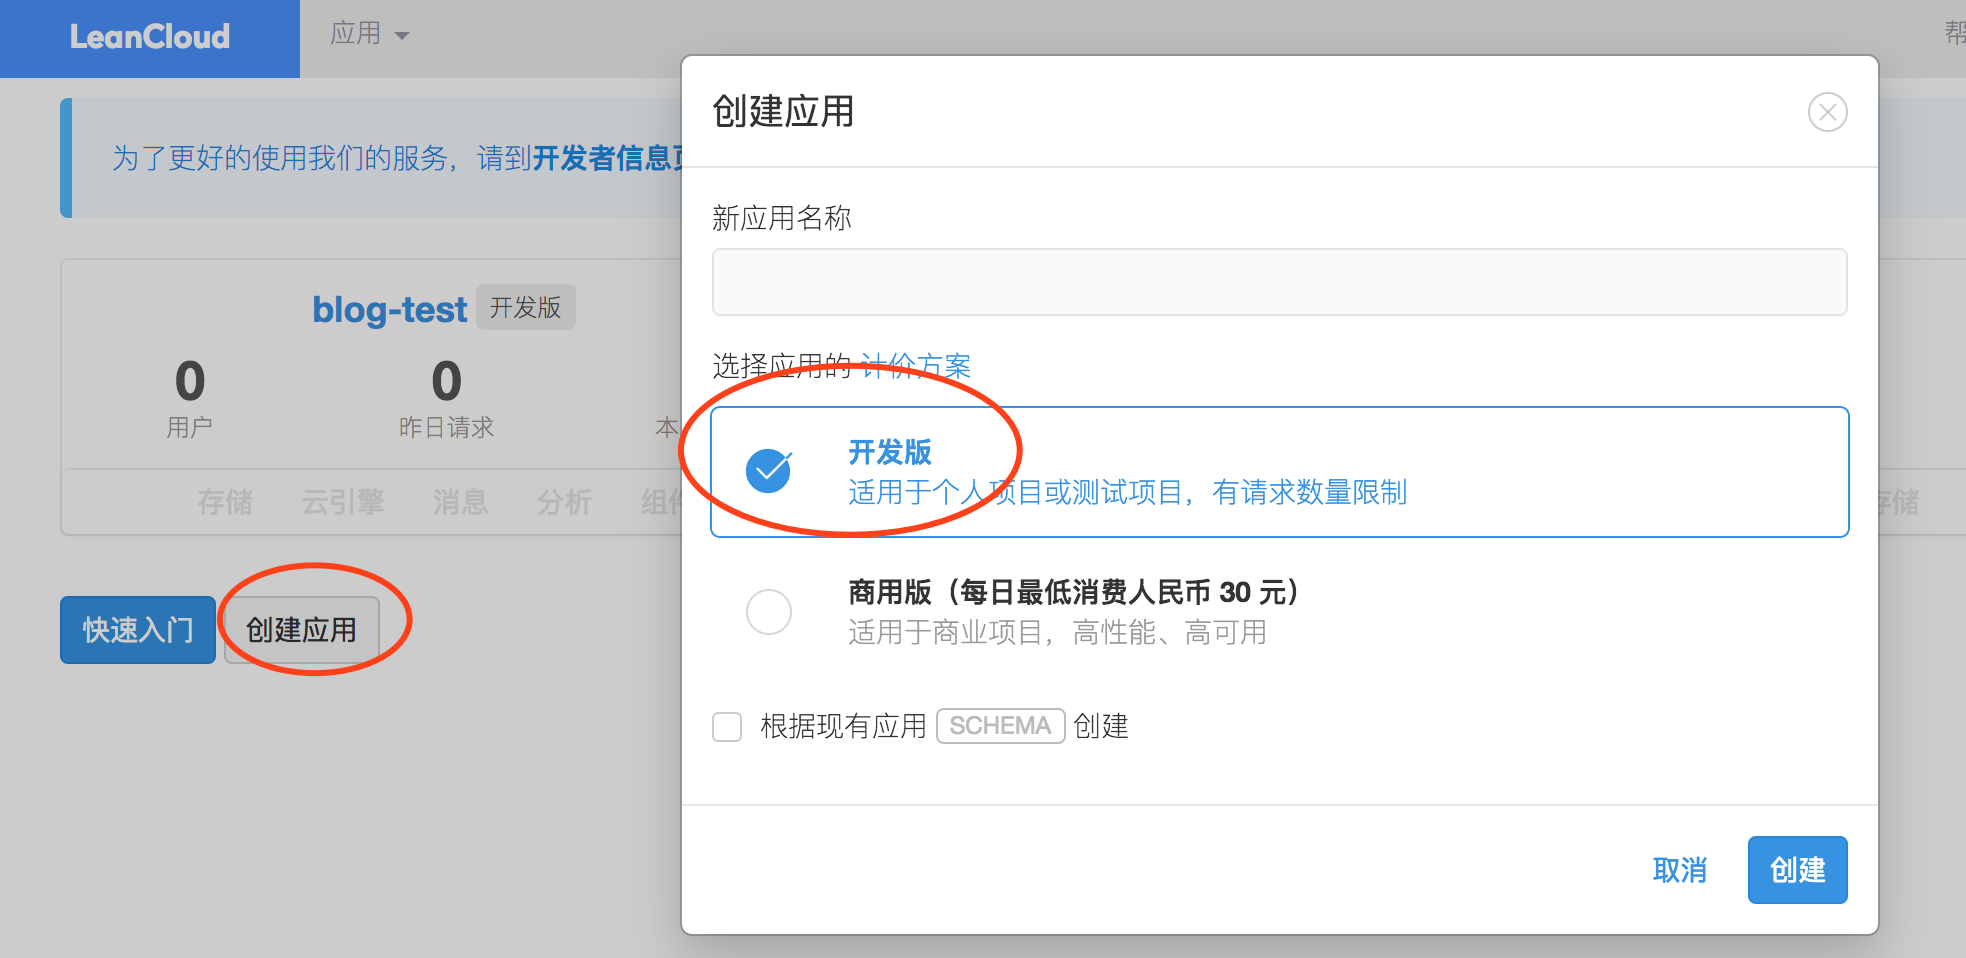 LeanCloud
应用
帮
为了更好的使用我们的服务，请到开发者信息
blog-test 开发版
0
用户
0
昨日请求
本
存储 云引擎 消息 分析 组件
存储
快速入门
创建应用
创建应用
新应用名称
选择应用的 计价方案
开发版
适用于个人项目或测试项目，有请求数量限制
商用版（每日最低消费人民币 30 元）
适用于商业项目，高性能、高可用
根据现有应用 SCHEMA 创建
取消
创建